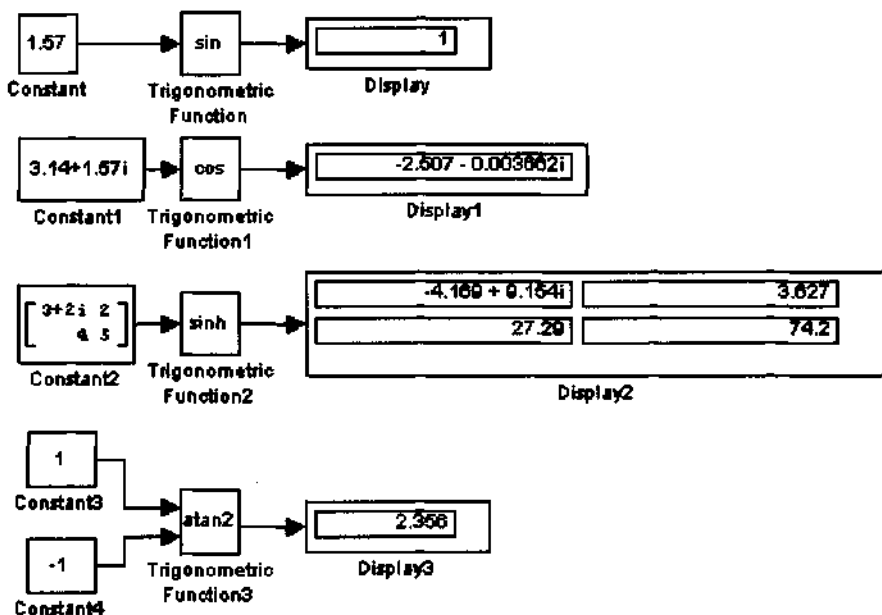 1.57
sin
1
Constant
Trigonometric
Function
Display
3.14+1.57i
cos
-2.507 - 0.003662i
Constant1
Trigonometric
Function1
Display1
3+2i 2
4 5
sinh
-4.169 + 9.154i
3.627
27.29
74.2
Constant2
Trigonometric
Function2
Display2
1
Constant3
atan2
2.356
-1
Trigonometric
Function3
Display3
Constant4